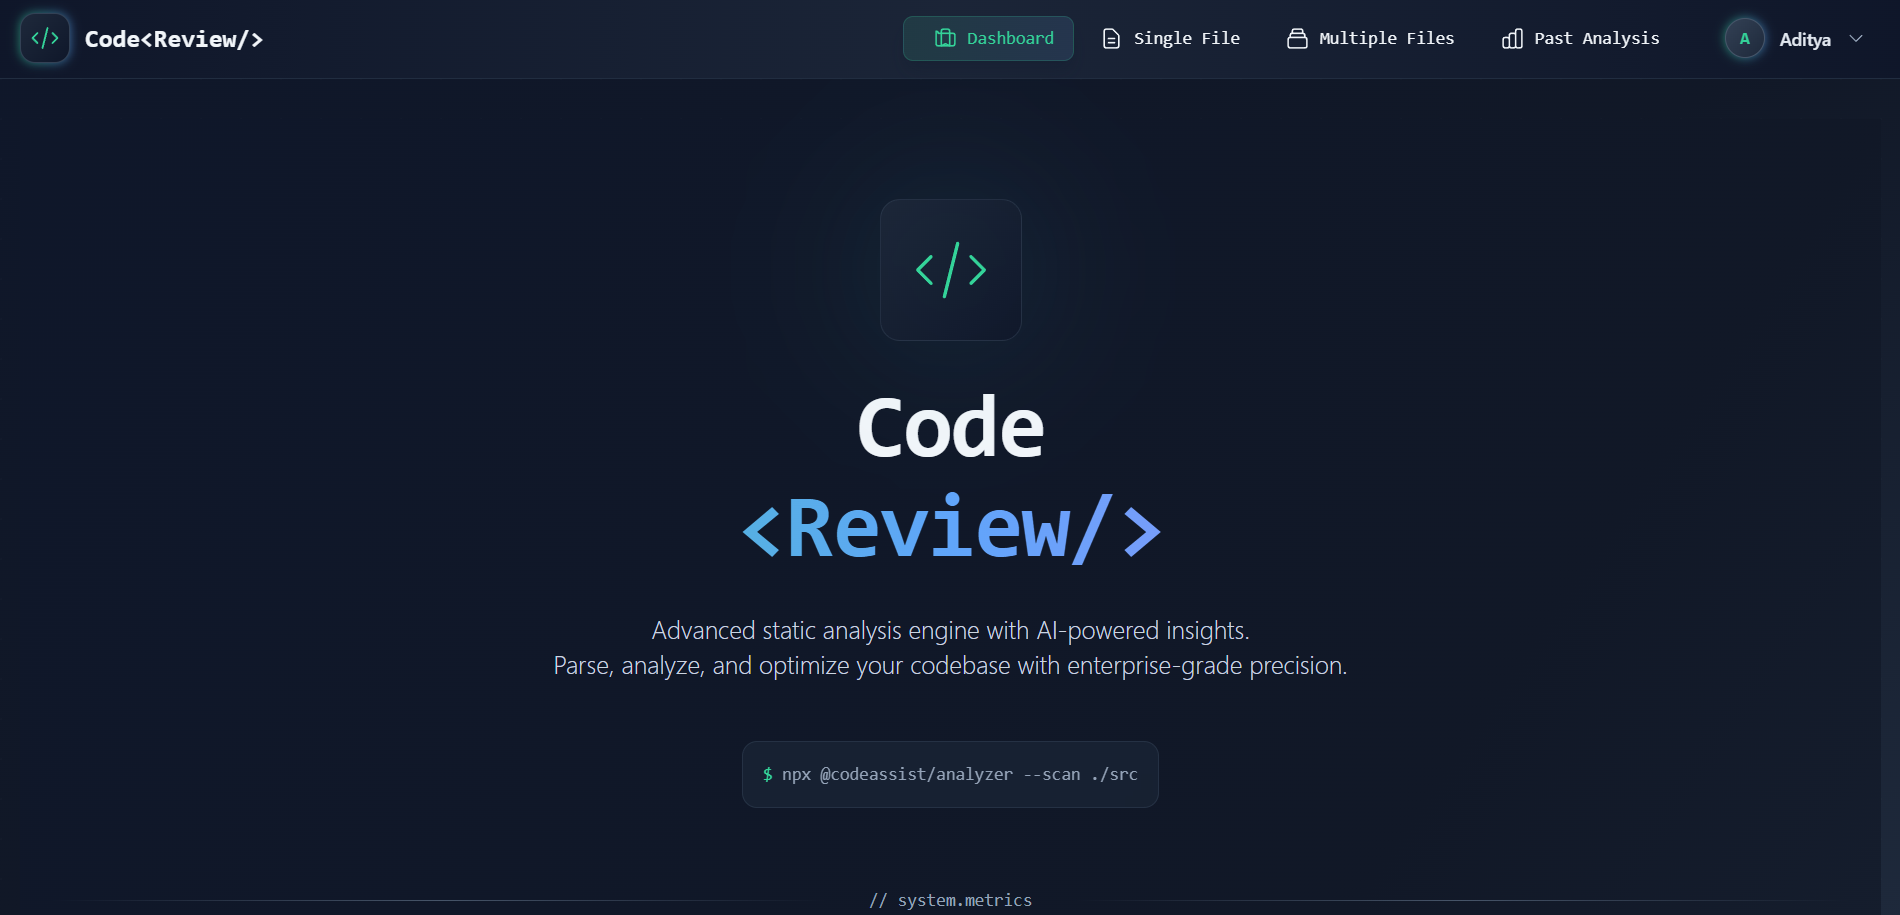 </>
Code<Review/>
Dashboard
Single File
Multiple Files
Past Analysis
A
Aditya
</>
Code
<Review/>
Advanced static analysis engine with AI-powered insights.
Parse, analyze, and optimize your codebase with enterprise-grade precision.
$ npx @codeassist/analyzer --scan ./src
// system.metrics